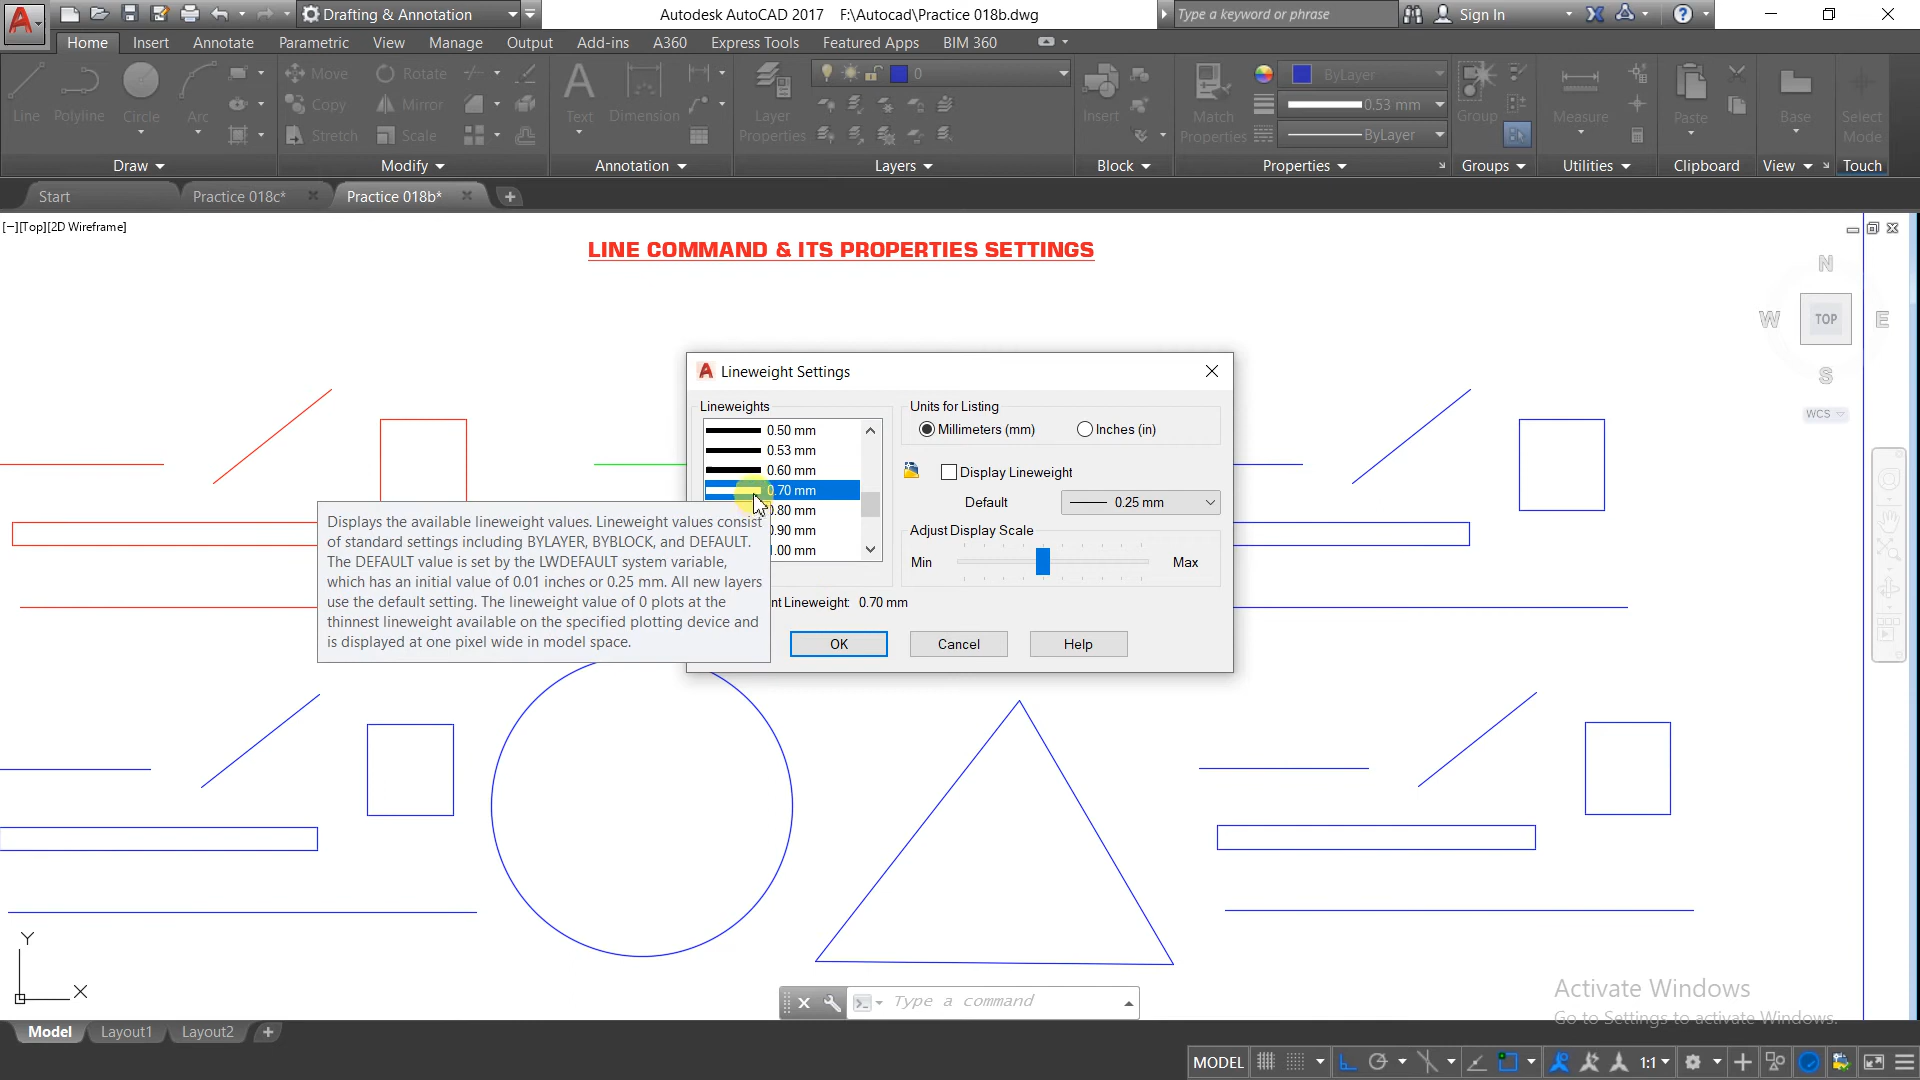 Drafting & Annotation
Autodesk AutoCAD 2017 F:\Autocad\Practice 018b.dwg
Type a keyword or phrase
Sign In
Home Insert Annotate Parametric View Manage Output Add-ins A360 Express Tools Featured Apps BIM 360
Line Polyline Circle Arc
Move Rotate
Copy Mirror
Stretch Scale
Text Dimension
Layer Properties
0
Insert
Match Properties
ByLayer
0.53 mm
ByLayer
Group
Measure
Paste
Base
Select Mode
Draw Modify Annotation Layers Block Properties Groups Utilities Clipboard View Touch
Start Practice 018c* Practice 018b*
[−][Top][2D Wireframe]
LINE COMMAND & ITS PROPERTIES SETTINGS
N
W TOP E
S
WCS
Lineweight Settings
Lineweights
0.50 mm
0.53 mm
0.60 mm
0.70 mm
0.80 mm
0.90 mm
1.00 mm
Units for Listing
Millimeters (mm) Inches (in)
Display Lineweight
Default 0.25 mm
Adjust Display Scale
Min Max
nt Lineweight: 0.70 mm
OK Cancel Help
Displays the available lineweight values. Lineweight values consist
of standard settings including BYLAYER, BYBLOCK, and DEFAULT.
The DEFAULT value is set by the LWDEFAULT system variable,
which has an initial value of 0.01 inches or 0.25 mm. All new layers
use the default setting. The lineweight value of 0 plots at the
thinnest lineweight available on the specified plotting device and
is displayed at one pixel wide in model space.
Y
X
Type a command
Activate Windows
Go to Settings to activate Windows.
Model Layout1 Layout2
MODEL 1:1